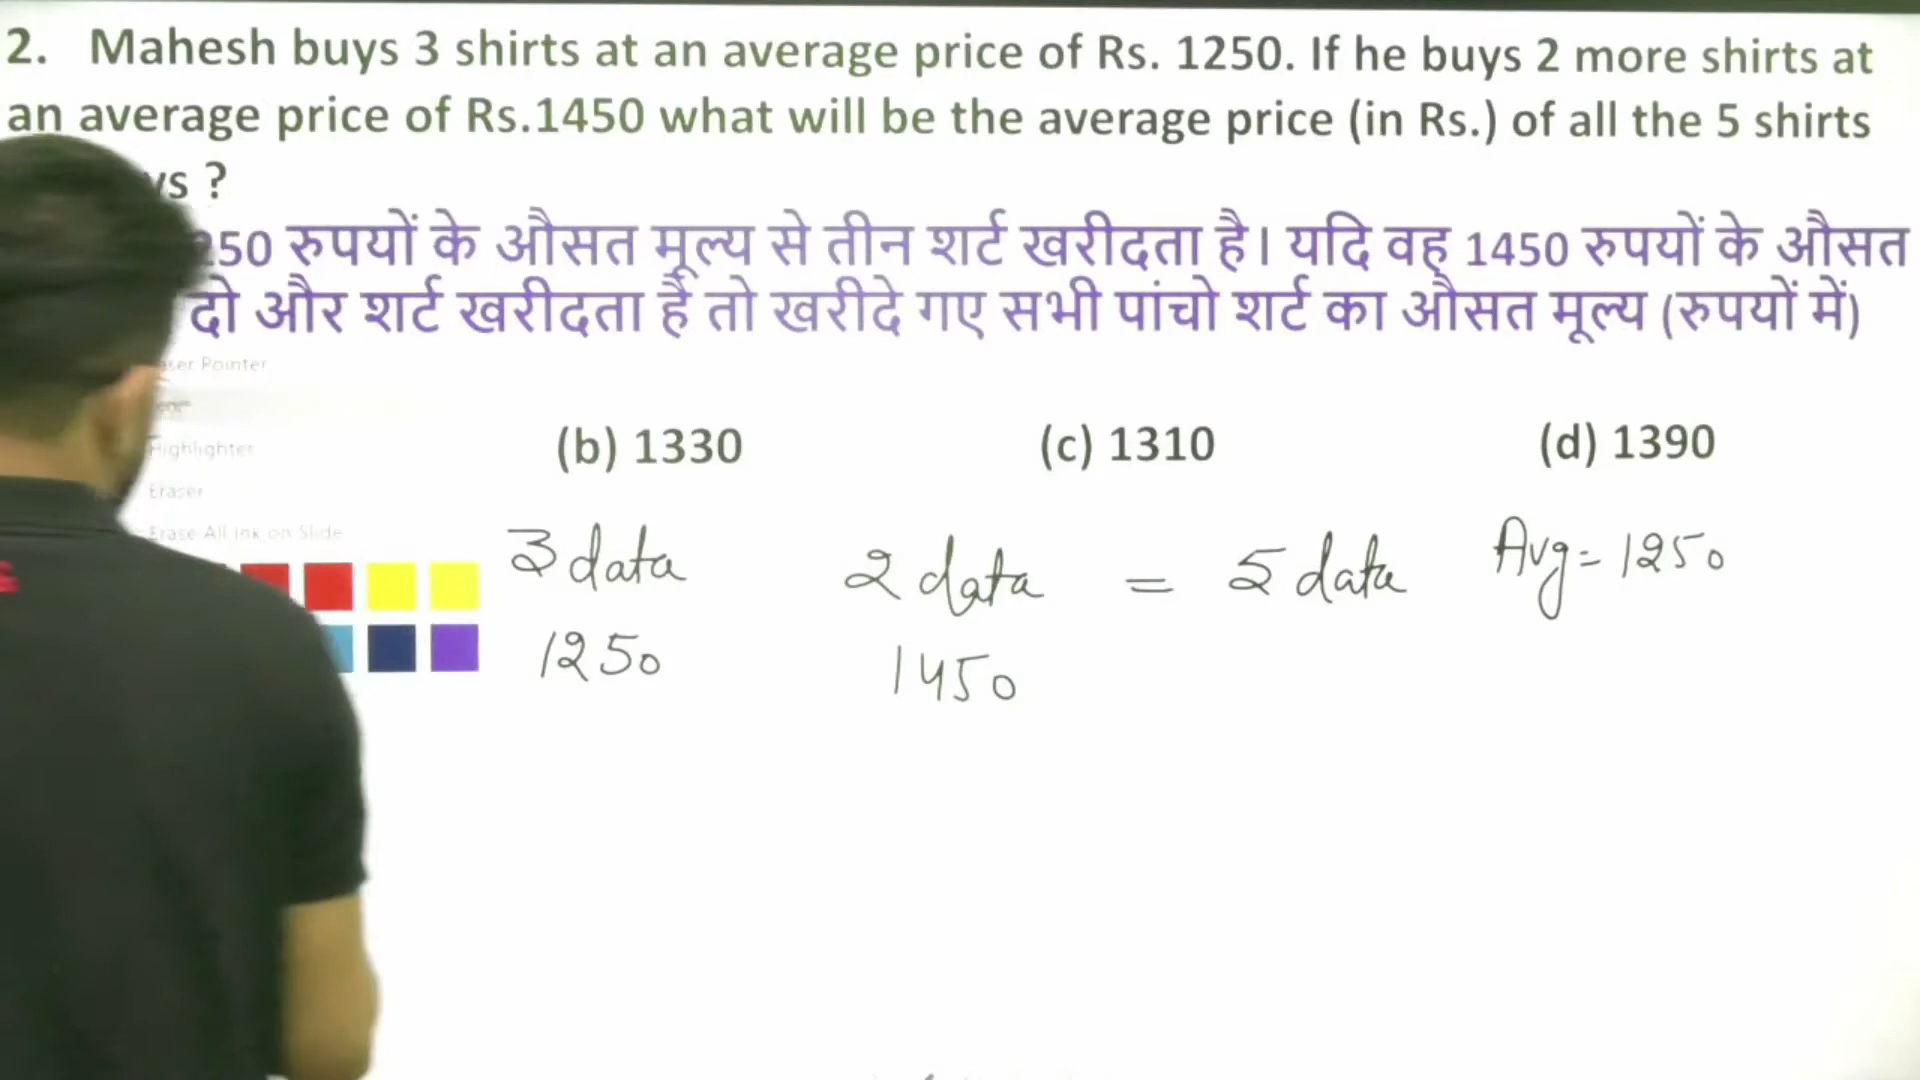 2. Mahesh buys 3 shirts at an average price of Rs. 1250. If he buys 2 more shirts at
an average price of Rs.1450 what will be the average price (in Rs.) of all the 5 shirts
?
रुपयों के औसत मूल्य से तीन शर्ट खरीदता है। यदि वह 1450 रुपयों के औसत
दो और शर्ट खरीदता है तो खरीदे गए सभी पांचो शर्ट का औसत मूल्य (रुपयों में)
Pointer
(b) 1330 (c) 1310 (d) 1390
Highlighter
Eraser
Erase All Ink on Slide
3 data 2 data = 5 data Avg = 1250
1250 1450